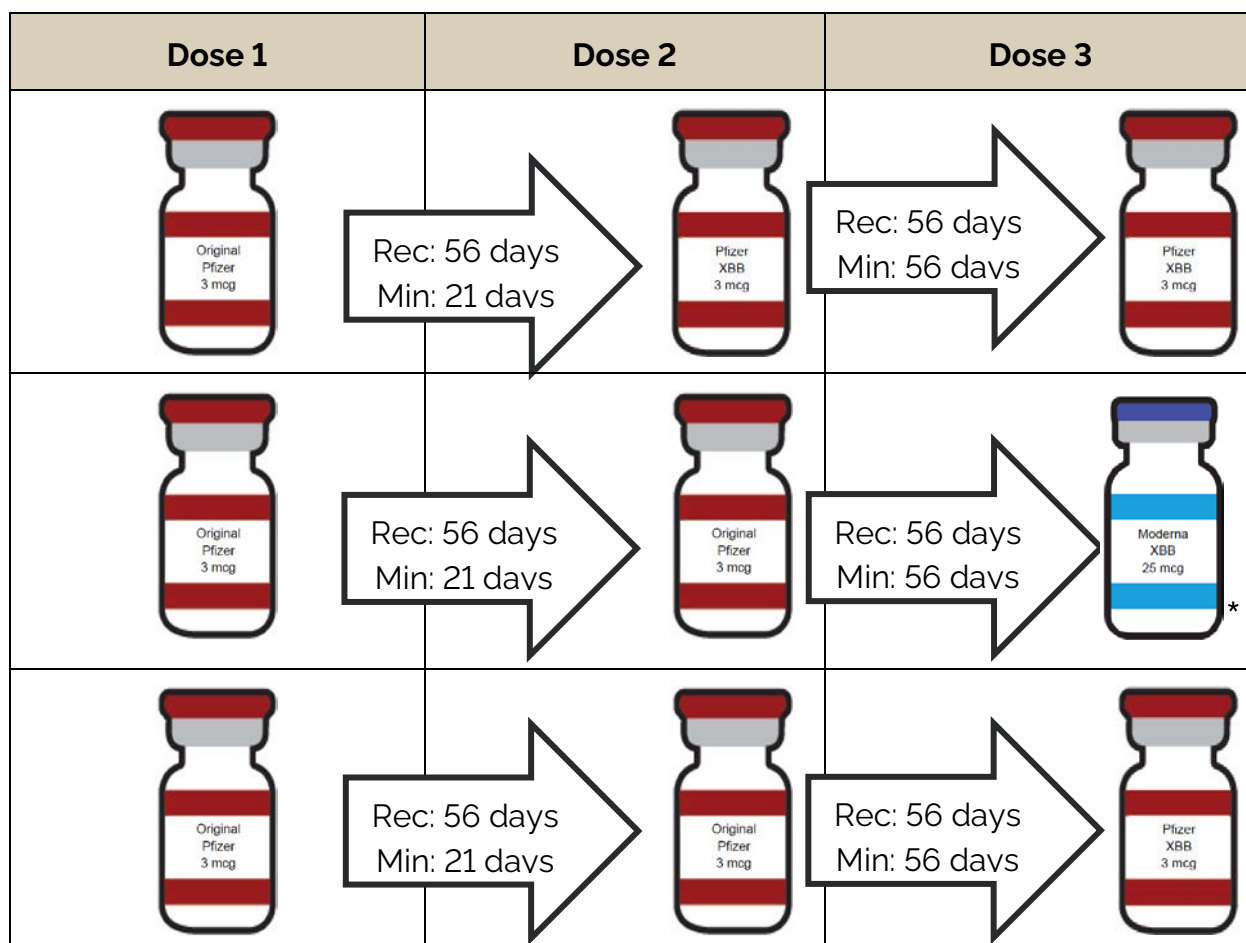 Dose 1
Dose 2
Dose 3
Original
Pfizer
3 mcg
Rec: 56 days
Min: 21 days
Pfizer
XBB
3 mcg
Rec: 56 days
Min: 56 days
Pfizer
XBB
3 mcg
Original
Pfizer
3 mcg
Rec: 56 days
Min: 21 days
Original
Pfizer
3 mcg
Rec: 56 days
Min: 56 days
Moderna
XBB
25 mcg
*
Original
Pfizer
3 mcg
Rec: 56 days
Min: 21 days
Original
Pfizer
3 mcg
Rec: 56 days
Min: 56 days
Pfizer
XBB
3 mcg